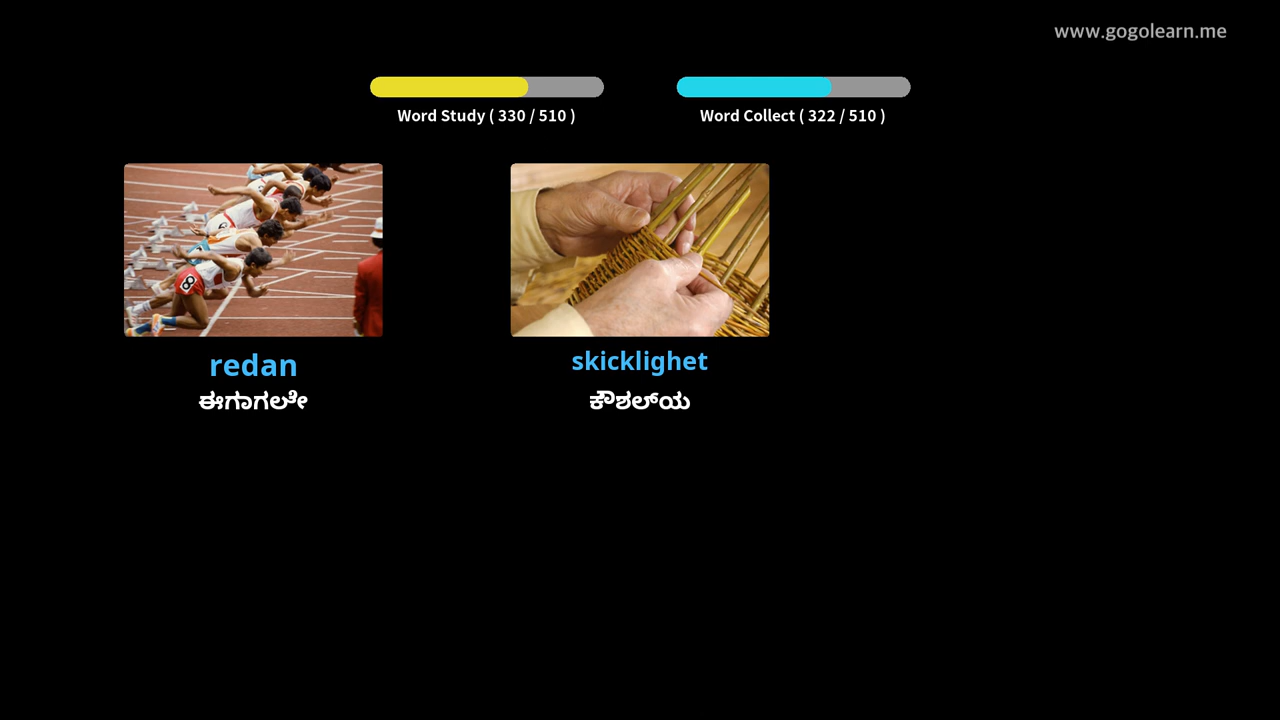 www.gogolearn.me
Word Study ( 330 / 510 )
Word Collect ( 322 / 510 )
redan
ಈಗಾಗಲೇ
skicklighet
ಕೌಶಲ್ಯ